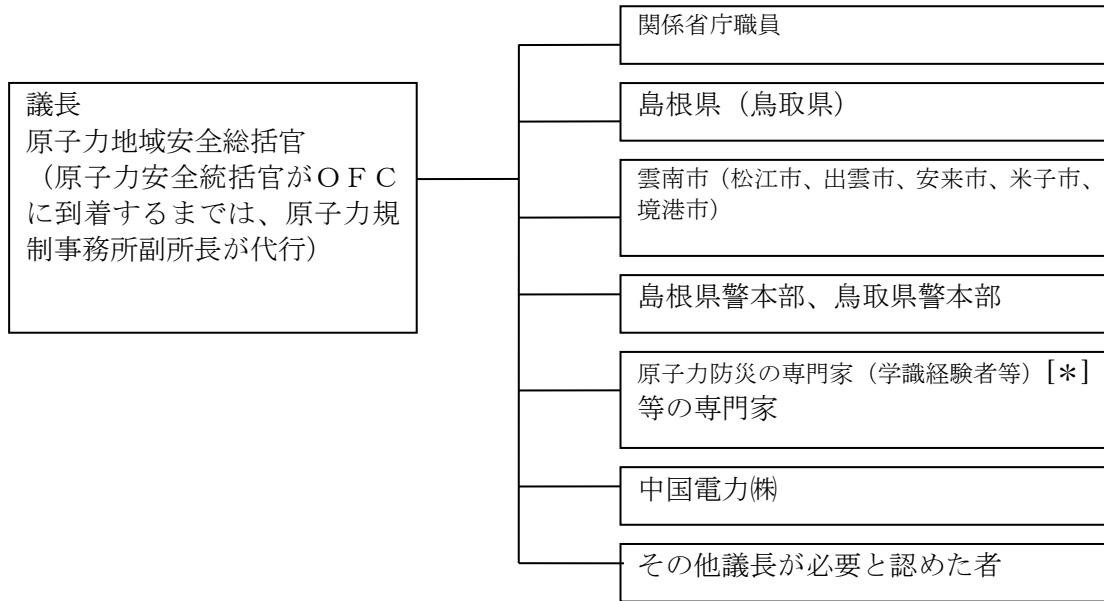 議長
原子力地域安全総括官
（原子力安全統括官がＯＦＣ
に到着するまでは、原子力規
制事務所副所長が代行）
関係省庁職員
島根県（鳥取県）
雲南市（松江市、出雲市、安来市、米子市、
境港市）
島根県警本部、鳥取県警本部
原子力防災の専門家（学識経験者等）[＊]
等の専門家
中国電力㈱
その他議長が必要と認めた者